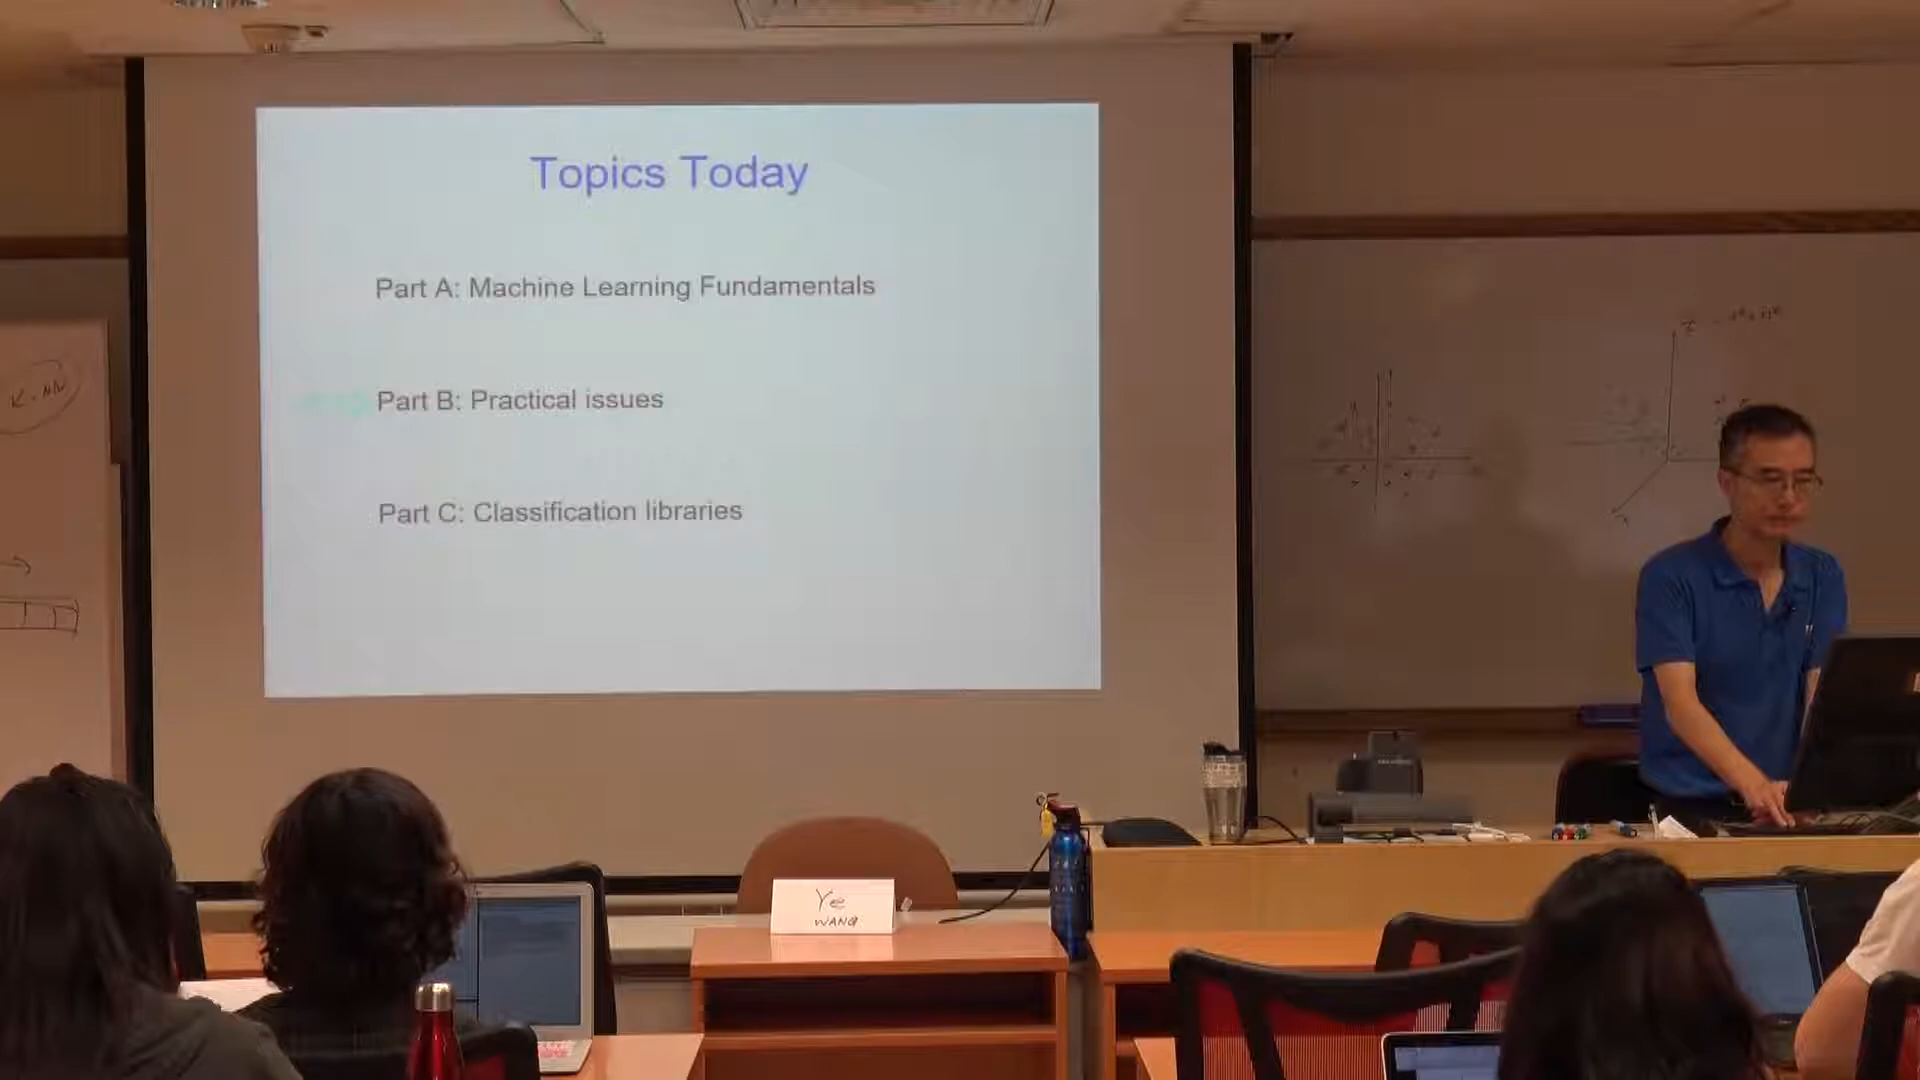 Topics Today
Part A: Machine Learning Fundamentals
Part B: Practical issues
Part C: Classification libraries
K-NN
Ye
WANG